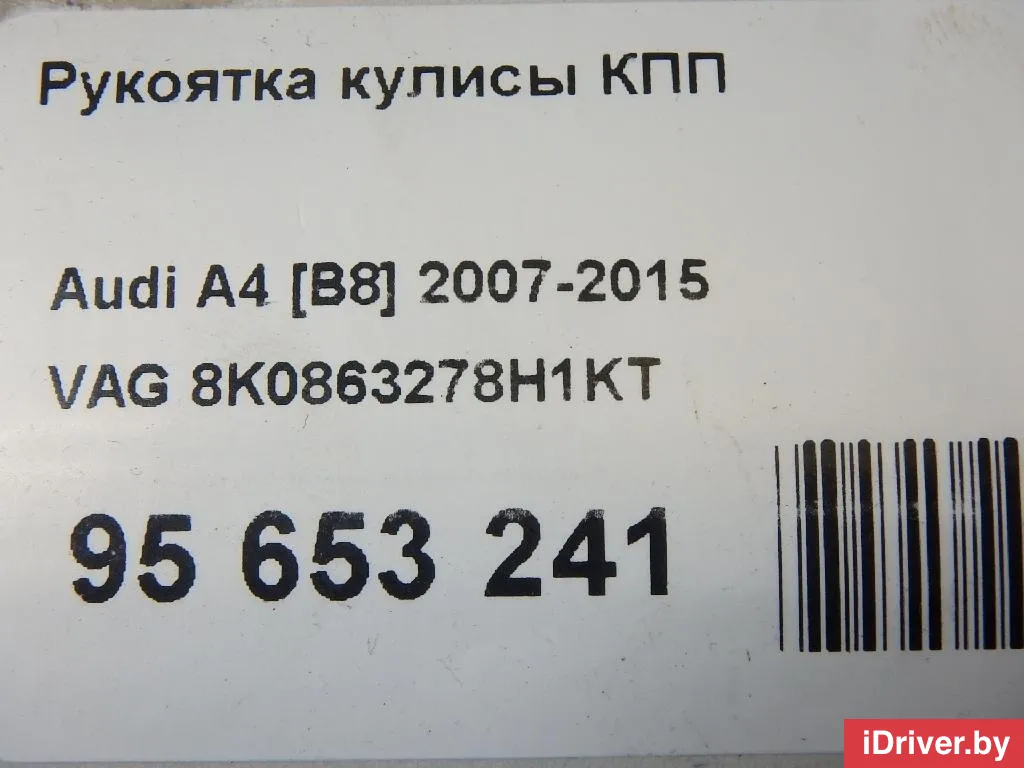 Рукоятка кулисы КПП
Audi A4 [B8] 2007-2015
VAG 8K0863278H1KT
95 653 241
iDriver.by